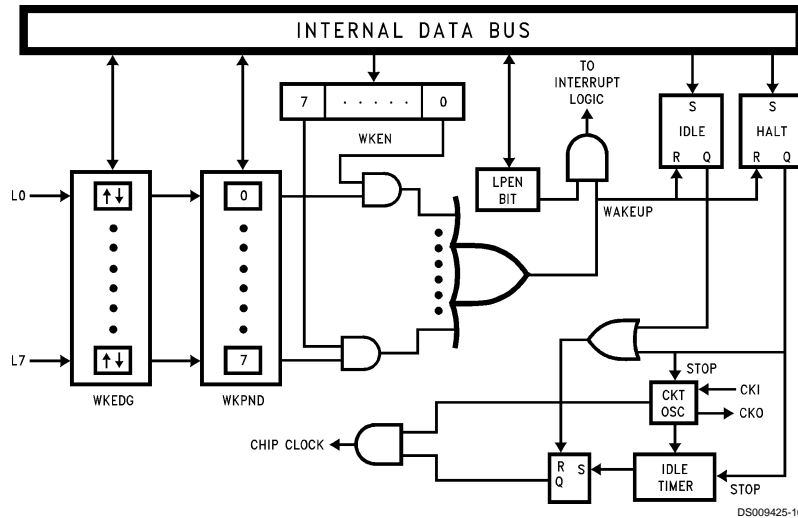 INTERNAL DATA BUS
7 . . . . . 0
WKEN
TO
INTERRUPT
LOGIC
S
IDLE
R Q
S
HALT
R Q
LPEN
BIT
WAKEUP
L0
↑↓
0
L7
↑↓
7
WKEDG
WKPND
STOP
CKT
OSC
CKI
CKO
CHIP CLOCK
R S
Q
IDLE
TIMER
STOP
DS009425-10